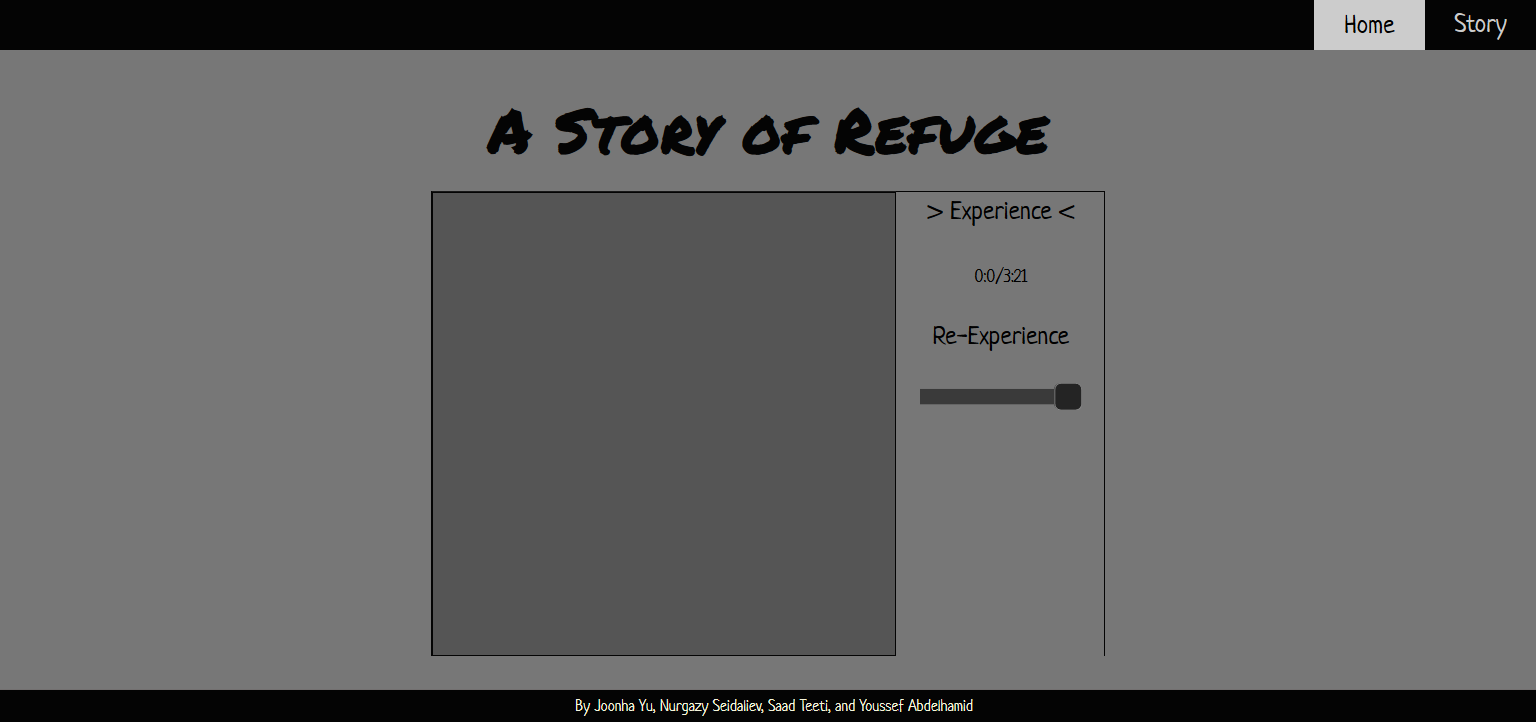 Home Story
A Story of Refuge
> Experience <
0:0/3:21
Re-Experience
By Joonha Yu, Nurgazy Seidaliev, Saad Teeti, and Youssef Abdelhamid